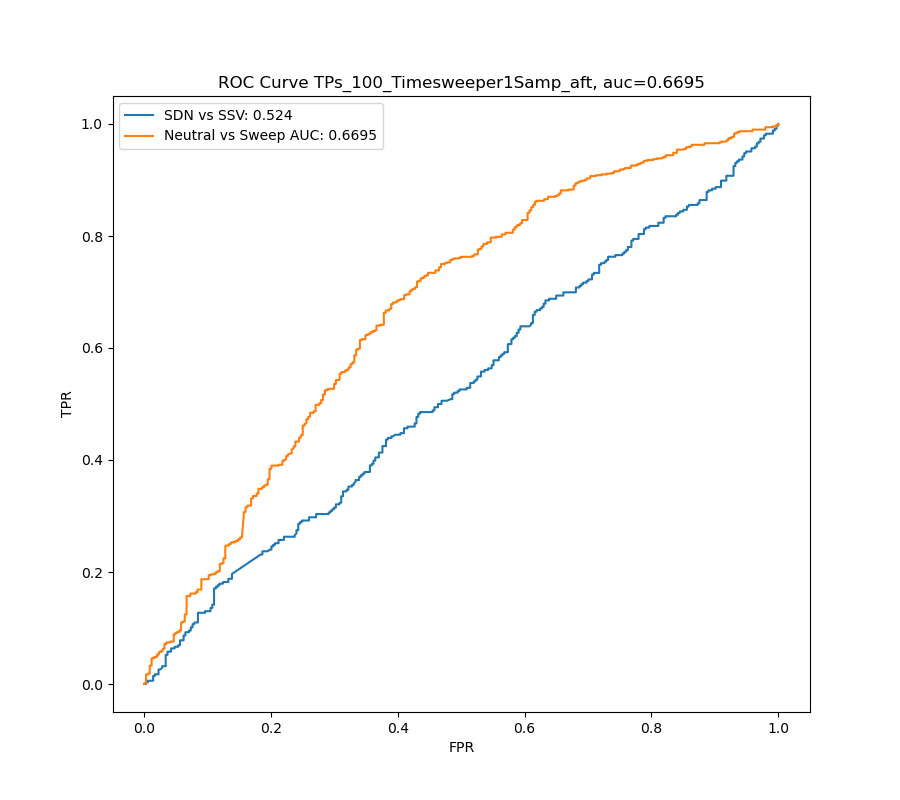 ROC Curve TPs_100_Timesweeper1Samp_aft, auc=0.6695
SDN vs SSV: 0.524
Neutral vs Sweep AUC: 0.6695
1.0
0.8
0.6
0.4
0.2
0.0
TPR
0.0 0.2 0.4 0.6 0.8 1.0
FPR